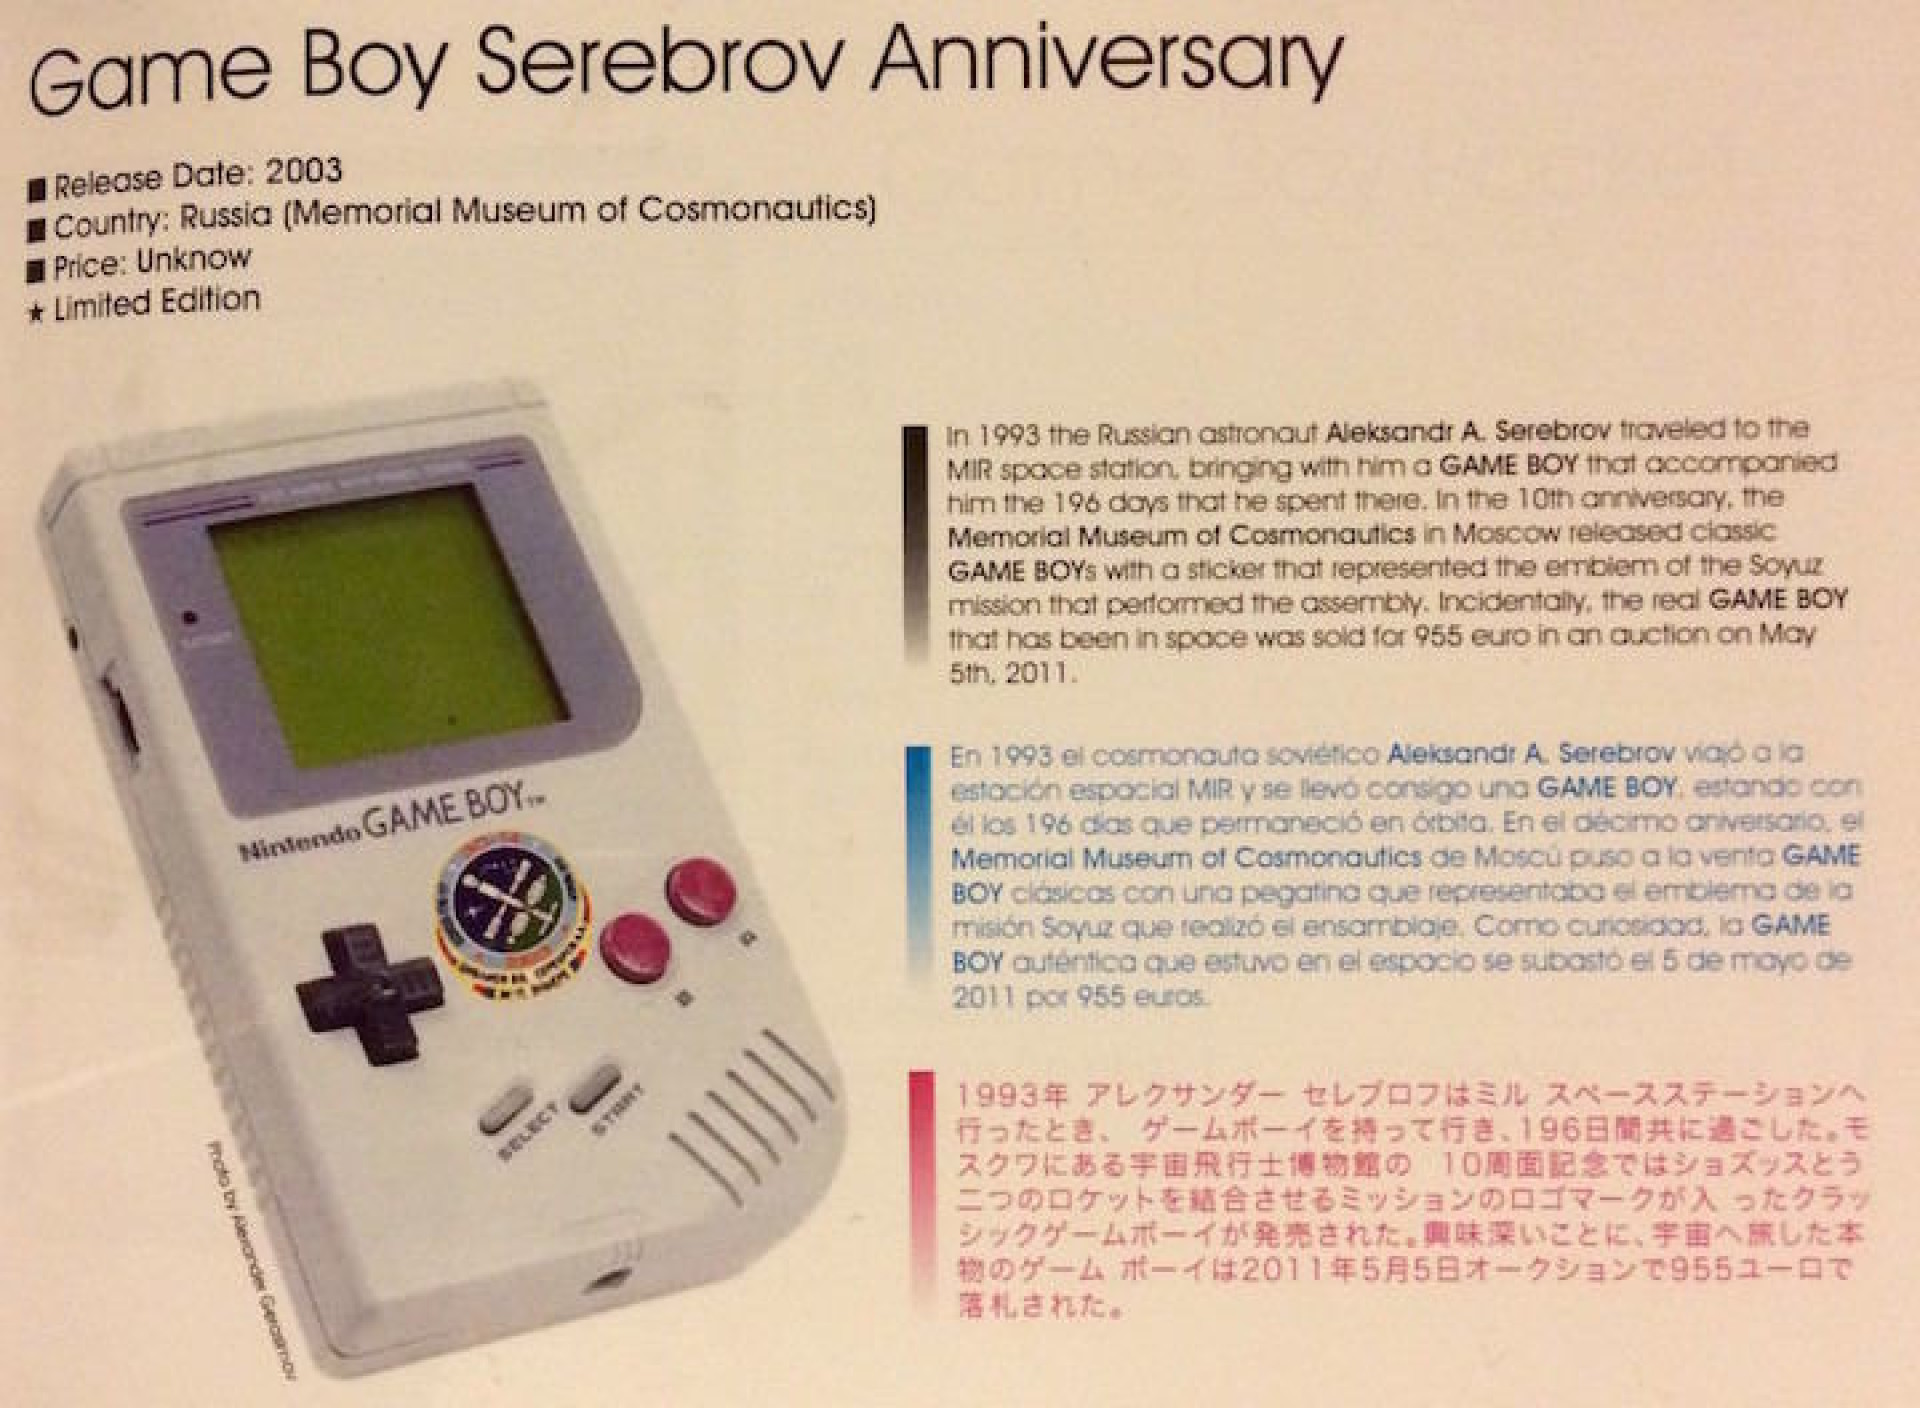 Game Boy Serebrov Anniversary
■ Release Date: 2003
■ Country: Russia (Memorial Museum of Cosmonautics)
■ Price: Unknow
★ Limited Edition
Nintendo GAME BOY™
SELECT
START
Photo by Alexander Gerasimov
In 1993 the Russian astronaut Aleksandr A. Serebrov traveled to the
MIR space station, bringing with him a GAME BOY that accompanied
him the 196 days that he spent there. In the 10th anniversary, the
Memorial Museum of Cosmonautics in Moscow released classic
GAME BOYs with a sticker that represented the emblem of the Soyuz
mission that performed the assembly. Incidentally, the real GAME BOY
that has been in space was sold for 955 euro in an auction on May
5th, 2011.
En 1993 el cosmonauta soviético Aleksandr A. Serebrov viajó a la
estación espacial MIR y se llevó consigo una GAME BOY, estando con
él los 196 días que permaneció en órbita. En el décimo aniversario, el
Memorial Museum of Cosmonautics de Moscú puso a la venta GAME
BOY clásicas con una pegatina que representaba el emblema de la
misión Soyuz que realizó el ensamblaje. Como curiosidad, la GAME
BOY auténtica que estuvo en el espacio se subastó el 5 de mayo de
2011 por 955 euros.
1993年 アレクサンダー セレブロフはミル スペースステーションへ
行ったとき、 ゲームボーイを持って行き、196日間共に過ごした。モ
スクワにある宇宙飛行士博物館の 10周面記念ではショズッスとう
二つのロケットを結合させるミッションのロゴマークが入 ったクラッ
シックゲームボーイが発売された。興味深いことに、宇宙へ旅した本
物のゲーム ボーイは2011年5月5日オークションで955ユーロで
落札された。